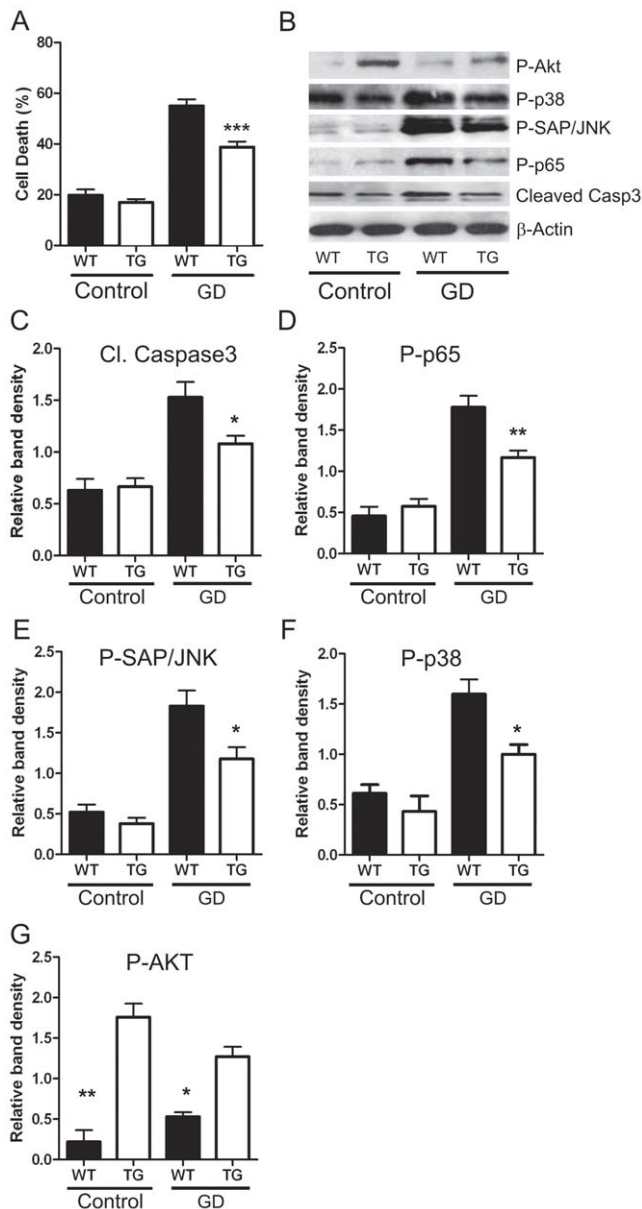 A
Cell Death (%)
80
60
40
20
0
***
WT TG WT TG
Control GD
B
P-Akt
P-p38
P-SAP/JNK
P-p65
Cleaved Casp3
β-Actin
WT TG WT TG
Control GD
C
Cl. Caspase3
Relative band density
2.0
1.5
1.0
0.5
0.0
*
WT TG WT TG
Control GD
D
P-p65
Relative band density
2.5
2.0
1.5
1.0
0.5
0.0
**
WT TG WT TG
Control GD
E
P-SAP/JNK
Relative band density
2.5
2.0
1.5
1.0
0.5
0.0
*
WT TG WT TG
Control GD
F
P-p38
Relative band density
2.0
1.5
1.0
0.5
0.0
*
WT TG WT TG
Control GD
G
P-AKT
Relative band density
2.5
2.0
1.5
1.0
0.5
0.0
**
*
WT TG WT TG
Control GD